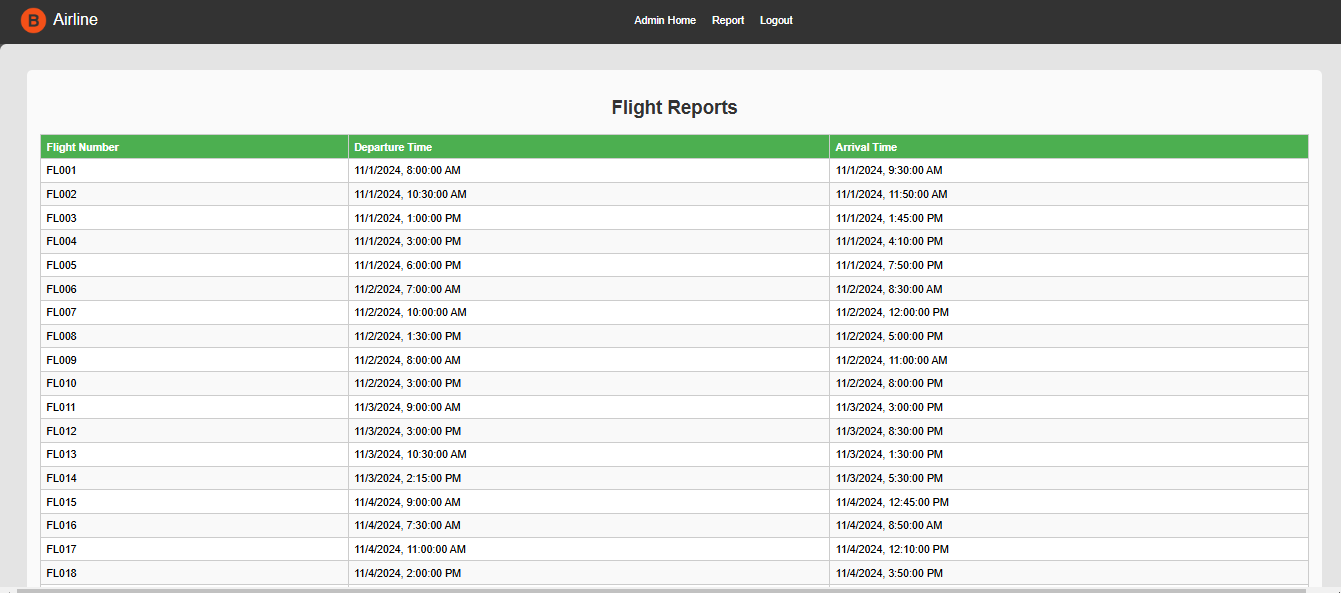 B Airline Admin Home Report Logout
Flight Reports
Flight Number Departure Time Arrival Time
FL001 11/1/2024, 8:00:00 AM 11/1/2024, 9:30:00 AM
FL002 11/1/2024, 10:30:00 AM 11/1/2024, 11:50:00 AM
FL003 11/1/2024, 1:00:00 PM 11/1/2024, 1:45:00 PM
FL004 11/1/2024, 3:00:00 PM 11/1/2024, 4:10:00 PM
FL005 11/1/2024, 6:00:00 PM 11/1/2024, 7:50:00 PM
FL006 11/2/2024, 7:00:00 AM 11/2/2024, 8:30:00 AM
FL007 11/2/2024, 10:00:00 AM 11/2/2024, 12:00:00 PM
FL008 11/2/2024, 1:30:00 PM 11/2/2024, 5:00:00 PM
FL009 11/2/2024, 8:00:00 AM 11/2/2024, 11:00:00 AM
FL010 11/2/2024, 3:00:00 PM 11/2/2024, 8:00:00 PM
FL011 11/3/2024, 9:00:00 AM 11/3/2024, 3:00:00 PM
FL012 11/3/2024, 3:00:00 PM 11/3/2024, 8:30:00 PM
FL013 11/3/2024, 10:30:00 AM 11/3/2024, 1:30:00 PM
FL014 11/3/2024, 2:15:00 PM 11/3/2024, 5:30:00 PM
FL015 11/4/2024, 9:00:00 AM 11/4/2024, 12:45:00 PM
FL016 11/4/2024, 7:30:00 AM 11/4/2024, 8:50:00 AM
FL017 11/4/2024, 11:00:00 AM 11/4/2024, 12:10:00 PM
FL018 11/4/2024, 2:00:00 PM 11/4/2024, 3:50:00 PM